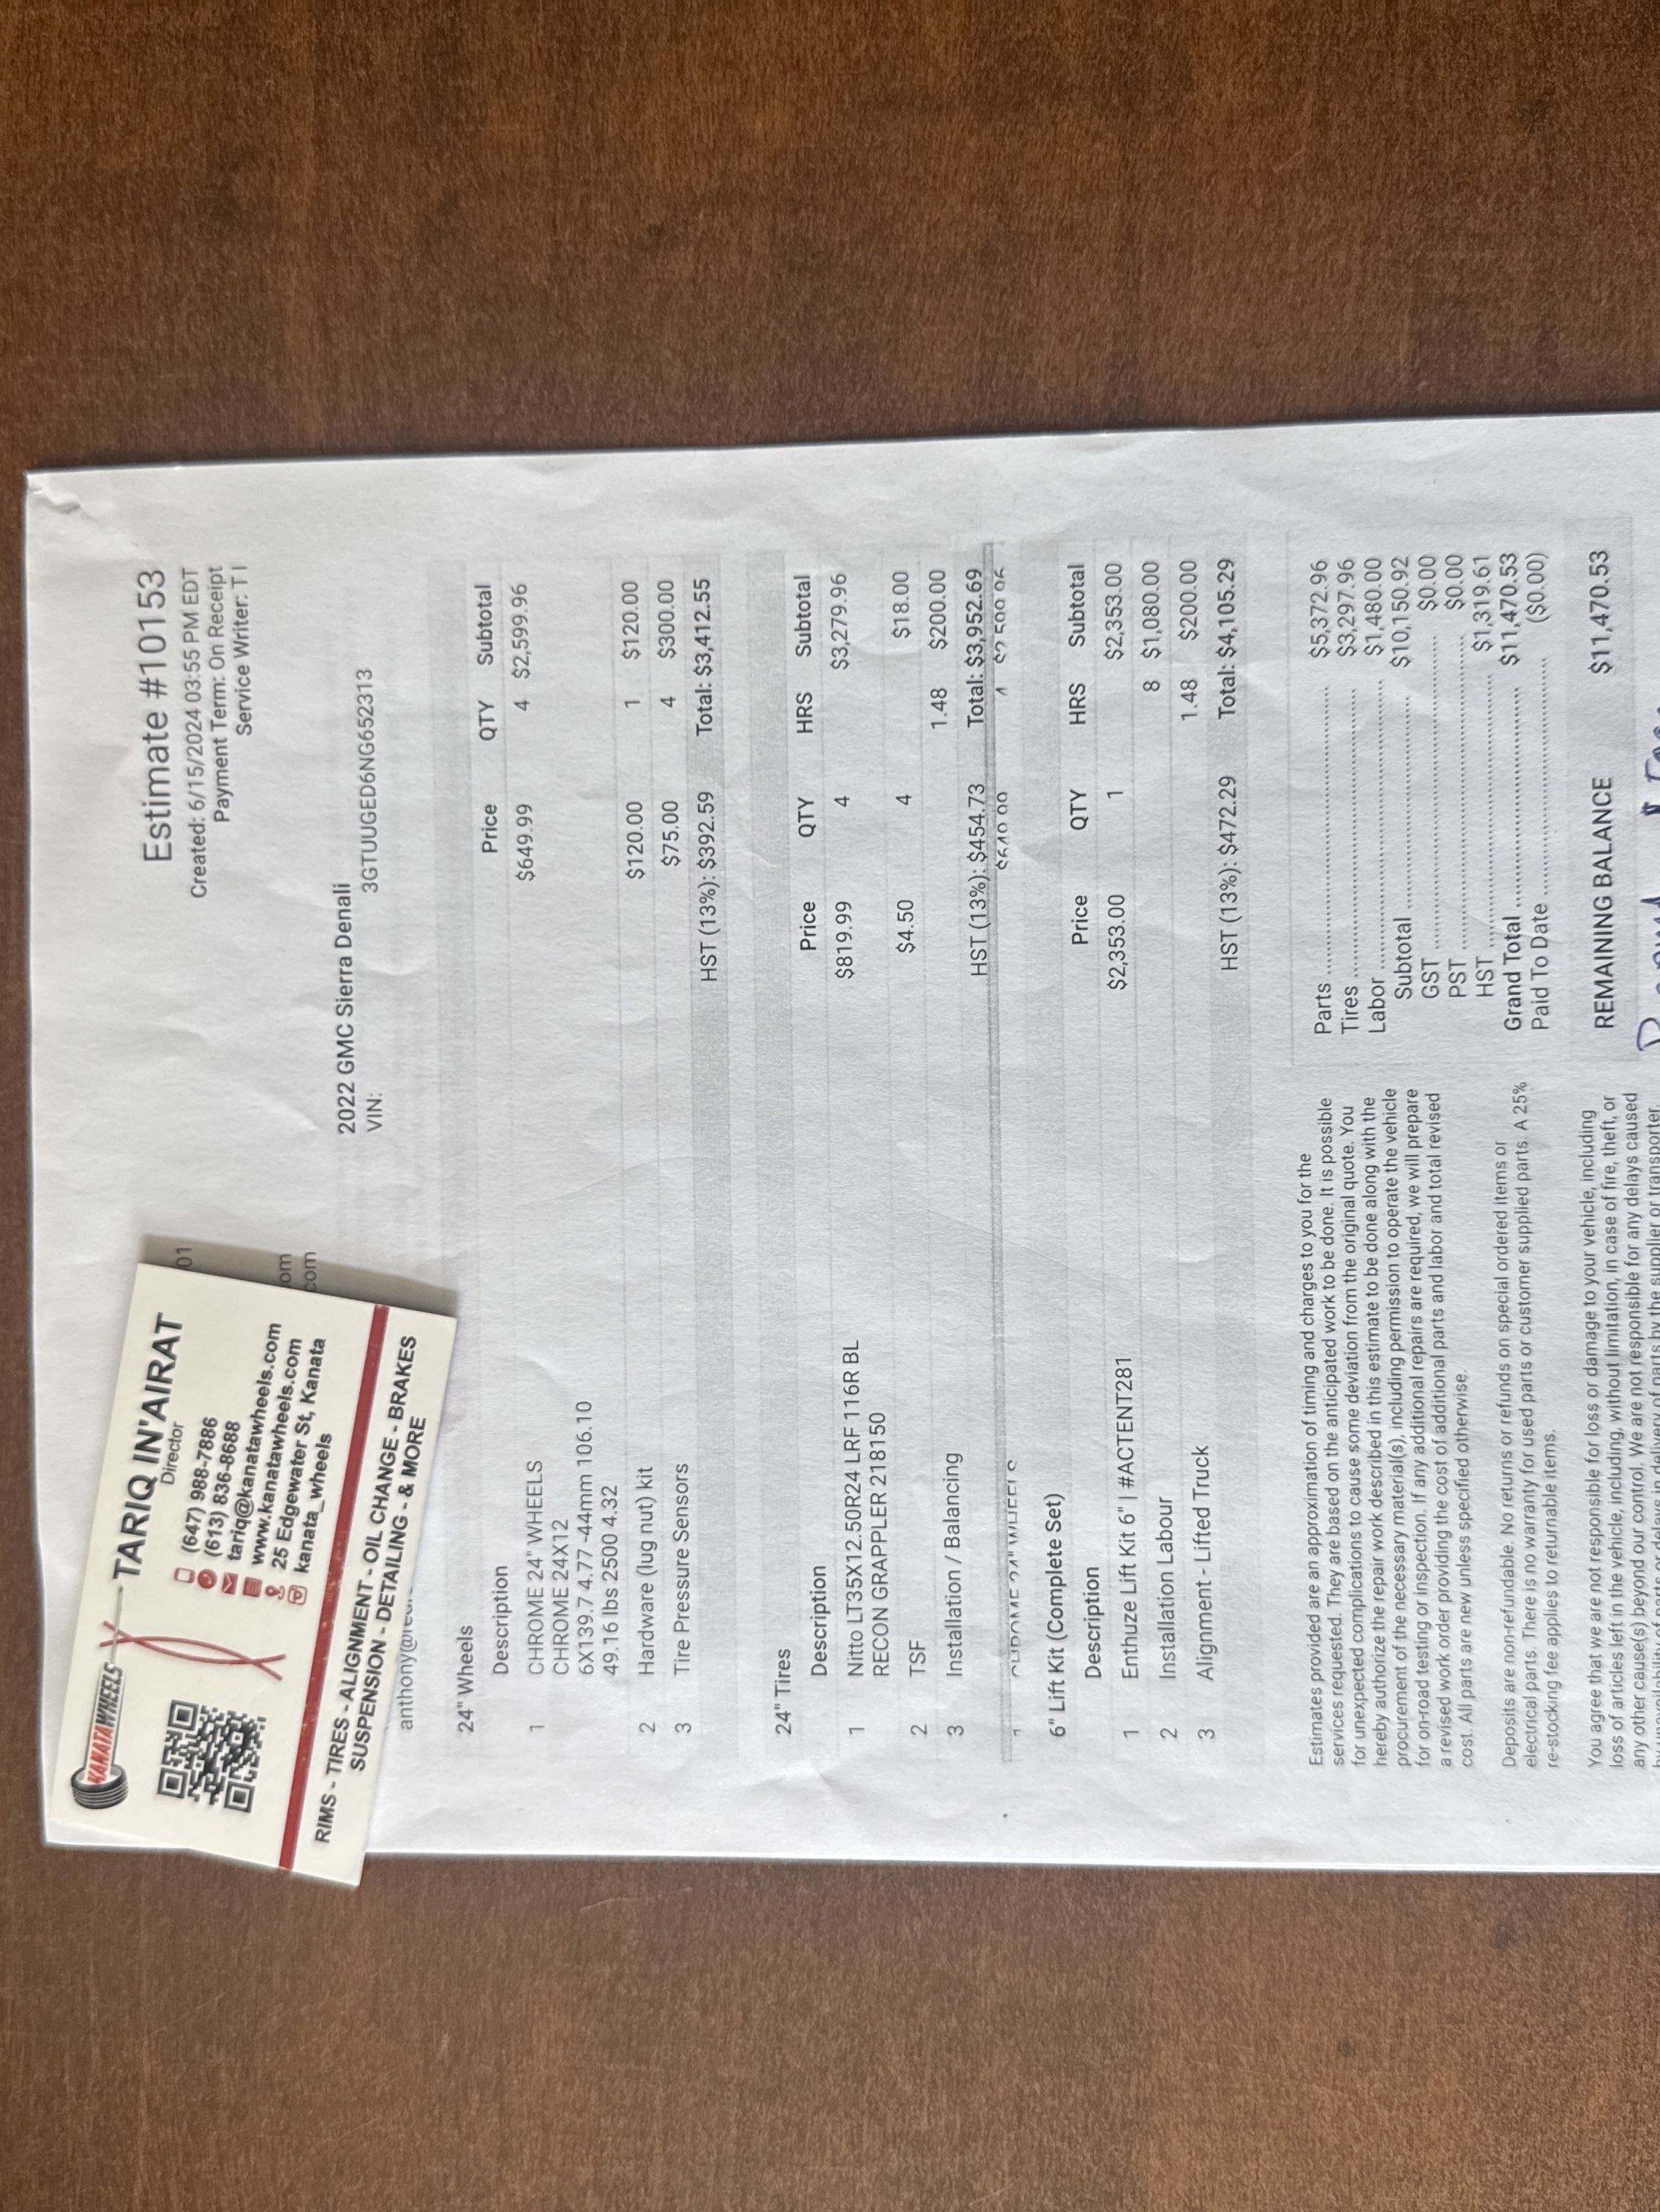 KANATAWHEELS
TARIQ IN'AIRAT
Director
(647) 988-7886
(613) 836-8688
tariq@kanatawheels.com
www.kanatawheels.com
25 Edgewater St, Kanata
kanata_wheels
RIMS - TIRES - ALIGNMENT - OIL CHANGE - BRAKES
SUSPENSION - DETAILING - & MORE
01
om
com
Estimate #10153
Created: 6/15/2024 03:55 PM EDT
Payment Term: On Receipt
Service Writer: T I
2022 GMC Sierra Denali
VIN: 3GTUUGED6NG652313
24" Wheels
Description Price QTY Subtotal
1 CHROME 24" WHEELS $649.99 4 $2,599.96
CHROME 24X12
6X139.7 4.77 -44mm 106.10
49.16 lbs 2500 4.32
2 Hardware (lug nut) kit $120.00 1 $120.00
3 Tire Pressure Sensors $75.00 4 $300.00
HST (13%): $392.59 Total: $3,412.55
24" Tires
Description Price QTY HRS Subtotal
1 Nitto LT35X12.50R24 LRF 116R BL $819.99 4 $3,279.96
RECON GRAPPLER 218150
2 TSF $4.50 4 $18.00
3 Installation / Balancing 1.48 $200.00
HST (13%): $454.73 Total: $3,952.69
6" Lift Kit (Complete Set)
Description Price QTY HRS Subtotal
1 Enthuze Lift Kit 6" | #ACTENT281 $2,353.00 1 $2,353.00
2 Installation Labour 8 $1,080.00
3 Alignment - Lifted Truck 1.48 $200.00
HST (13%): $472.29 Total: $4,105.29
Estimates provided are an approximation of timing and charges to you for the
services requested. They are based on the anticipated work to be done. It is possible
for unexpected complications to cause some deviation from the original quote. You
hereby authorize the repair work described in this estimate to be done along with the
procurement of the necessary material(s), including permission to operate the vehicle
for on-road testing or inspection. If any additional repairs are required, we will prepare
a revised work order providing the cost of additional parts and labor and total revised
cost. All parts are new unless specified otherwise.
Deposits are non-refundable. No returns or refunds on special ordered items or
electrical parts. There is no warranty for used parts or customer supplied parts. A 25%
re-stocking fee applies to returnable items.
You agree that we are not responsible for loss or damage to your vehicle, including
loss of articles left in the vehicle, including, without limitation, in case of fire, theft, or
any other cause(s) beyond our control. We are not responsible for any delays caused
by unavailability of parts or delays in delivery of parts by the supplier or transporter.
Parts $5,372.96
Tires $3,297.96
Labor $1,480.00
Subtotal $10,150.92
GST $0.00
PST $0.00
HST $1,319.61
Grand Total $11,470.53
Paid To Date ($0.00)
REMAINING BALANCE $11,470.53